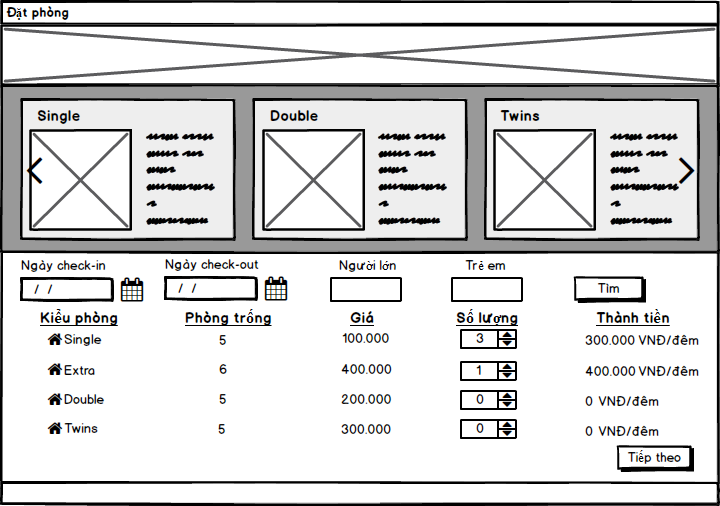 Đặt phòng
Single
Double
Twins
Ngày check-in
Ngày check-out
Người lớn
Trẻ em
/ /
/ /
Tìm
Kiểu phòng Phòng trống Giá Số lượng Thành tiền
Single 5 100.000 3 300.000 VNĐ/đêm
Extra 6 400.000 1 400.000 VNĐ/đêm
Double 5 200.000 0 0 VNĐ/đêm
Twins 5 300.000 0 0 VNĐ/đêm
Tiếp theo